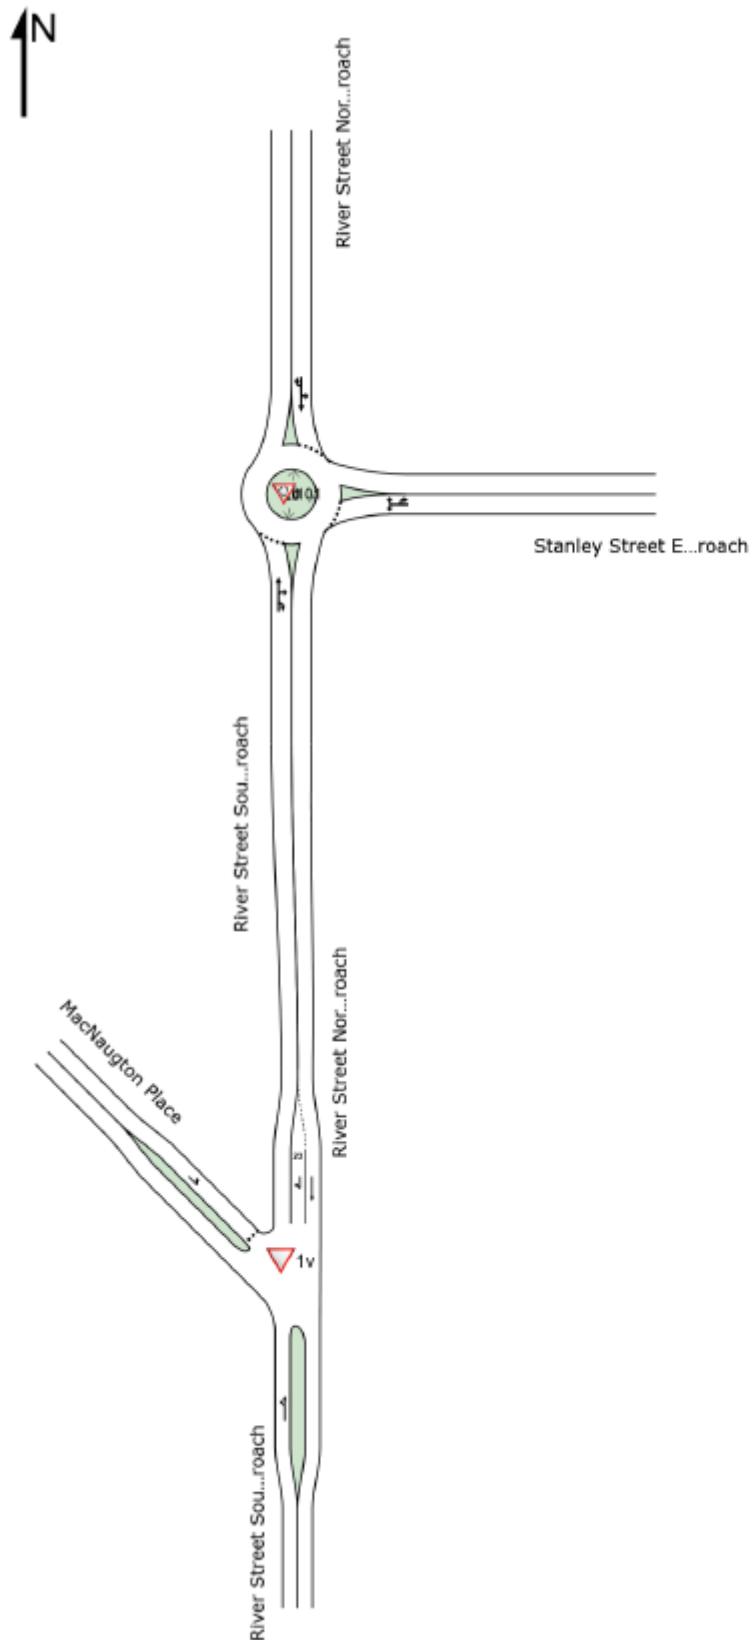 N
River Street Nor...roach
Stanley Street E...roach
River Street Sou...roach
River Street Nor...roach
MacNaugton Place
1v
River Street Sou...roach